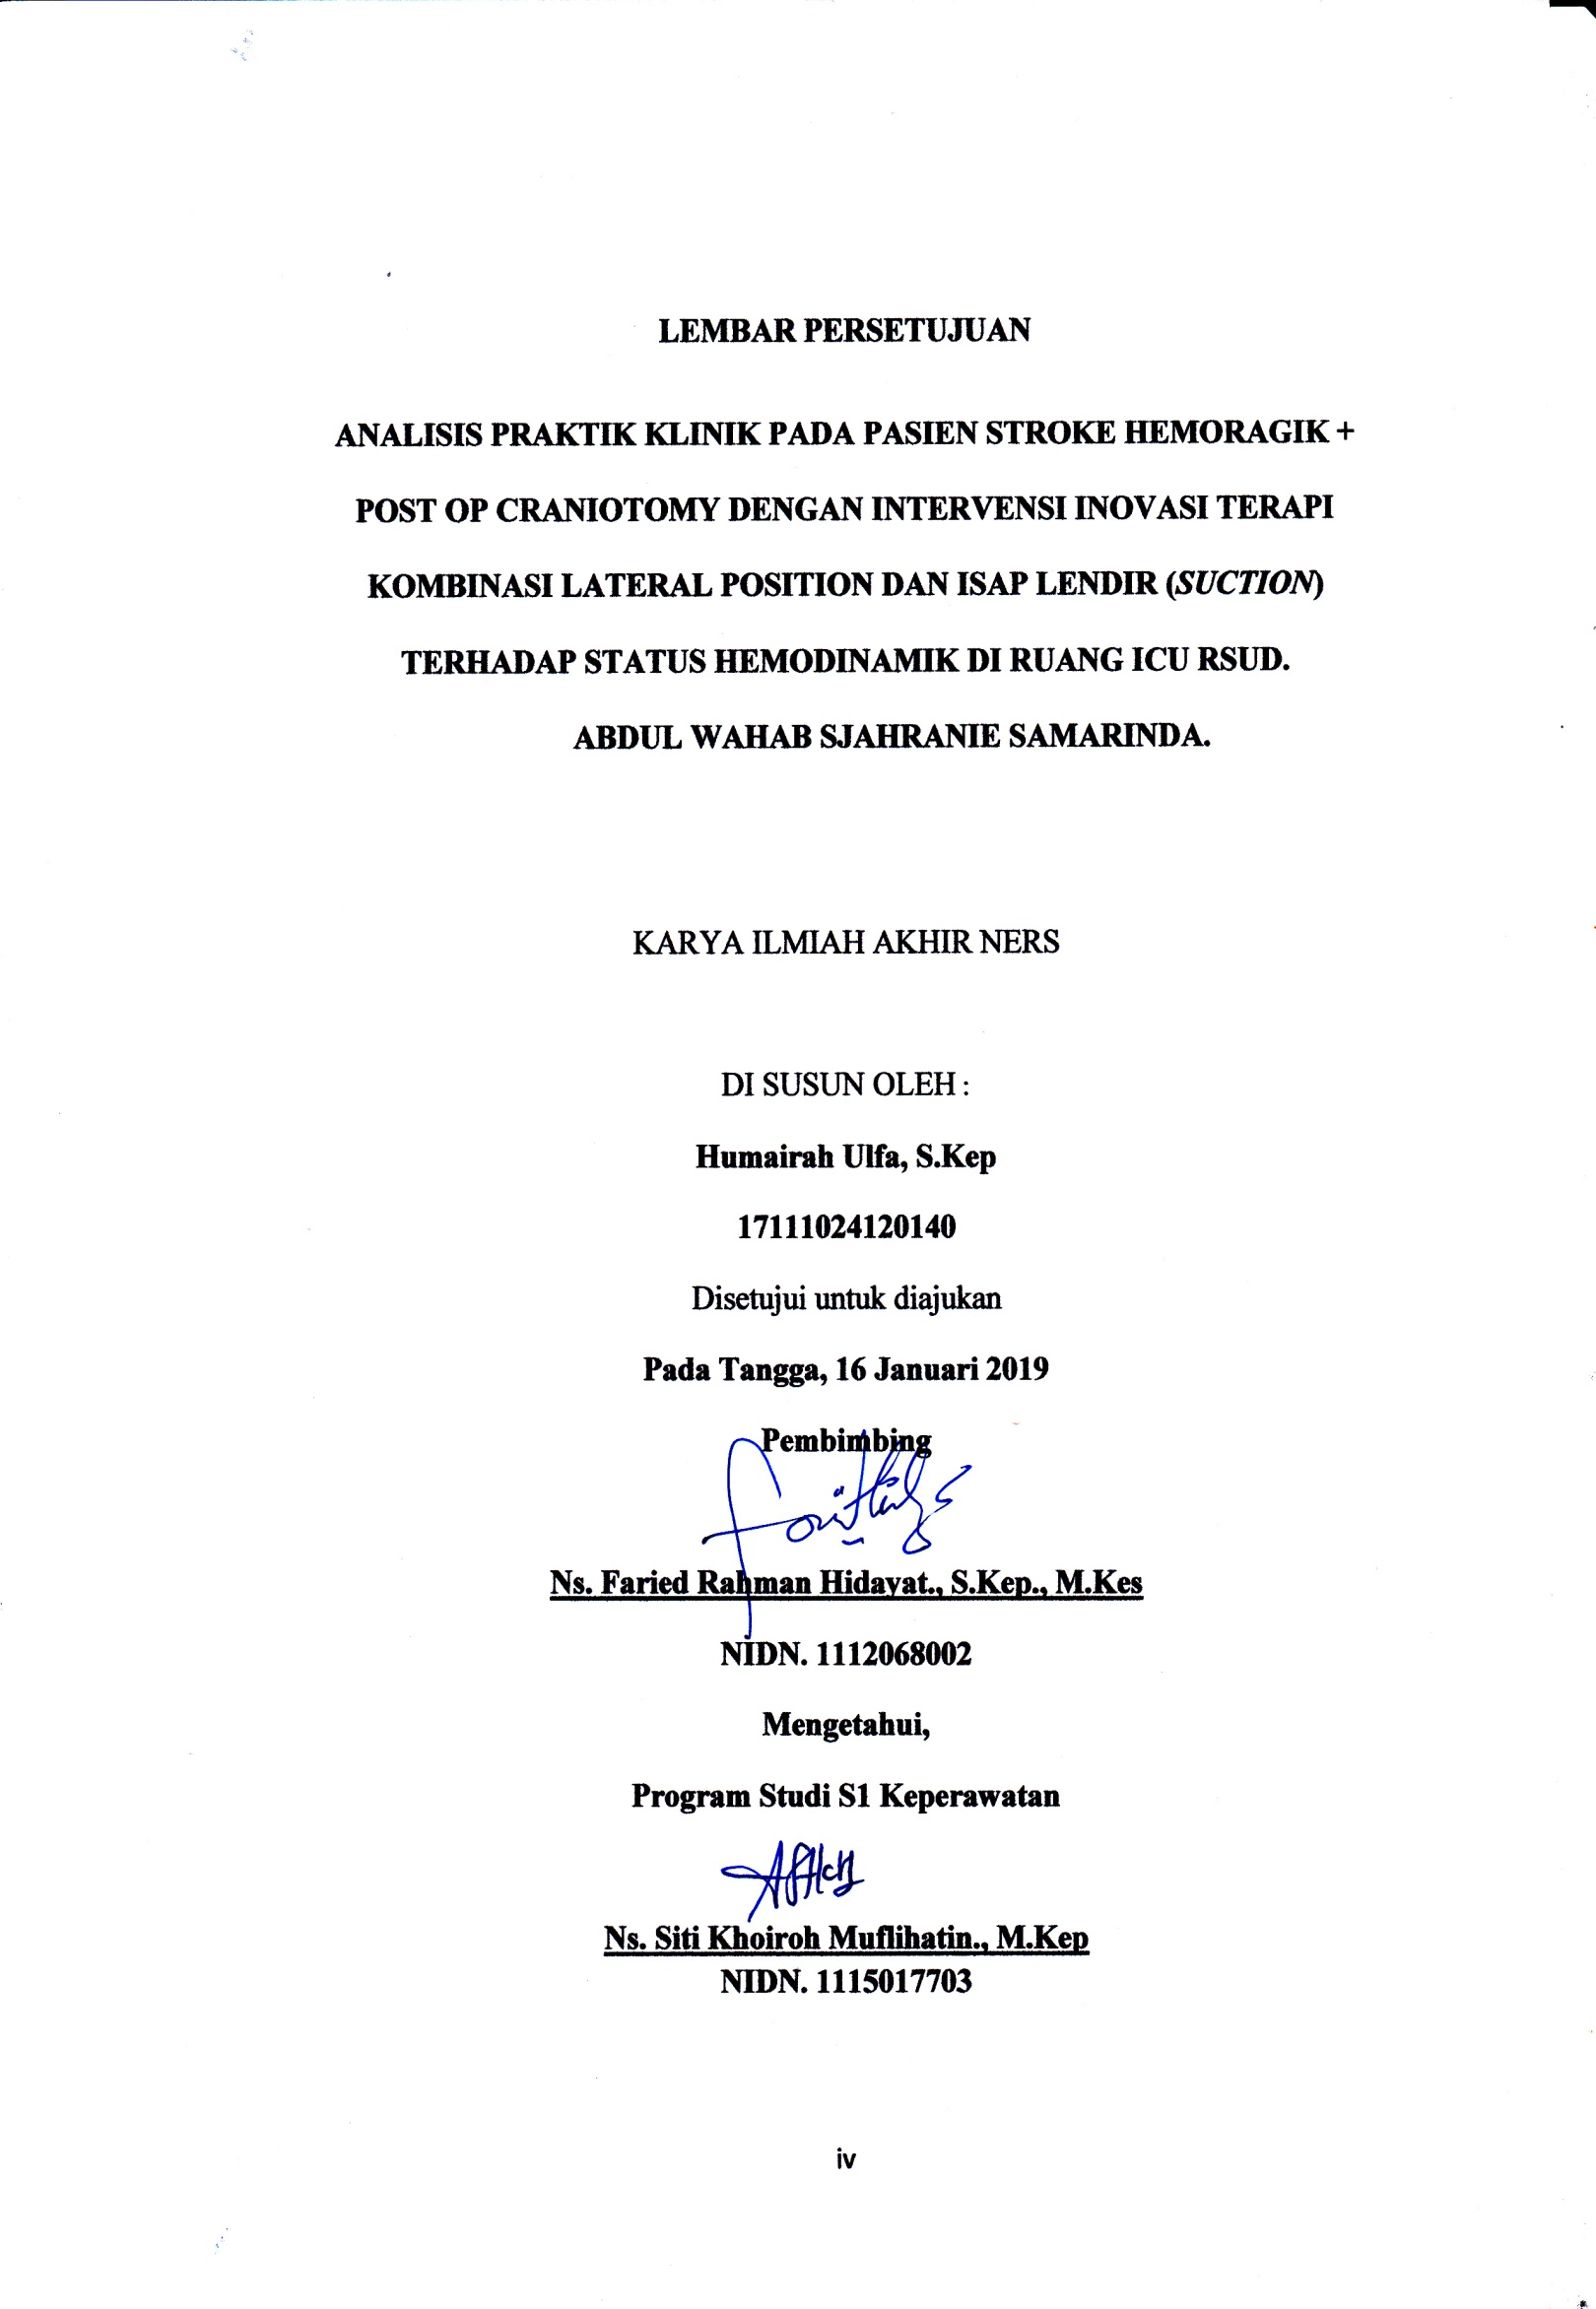 LEMBAR PERSETUJUAN
ANALISIS PRAKTIK KLINIK PADA PASIEN STROKE HEMORAGIK +
POST OP CRANIOTOMY DENGAN INTERVENSI INOVASI TERAPI
KOMBINASI LATERAL POSITION DAN ISAP LENDIR (SUCTION)
TERHADAP STATUS HEMODINAMIK DI RUANG ICU RSUD.
ABDUL WAHAB SJAHRANIE SAMARINDA.
KARYA ILMIAH AKHIR NERS
DI SUSUN OLEH :
Humairah Ulfa, S.Kep
17111024120140
Disetujui untuk diajukan
Pada Tangga, 16 Januari 2019
Pembimbing
Ns. Faried Rahman Hidayat., S.Kep., M.Kes
NIDN. 1112068002
Mengetahui,
Program Studi S1 Keperawatan
Ns. Siti Khoiroh Muflihatin., M.Kep
NIDN. 1115017703
iv